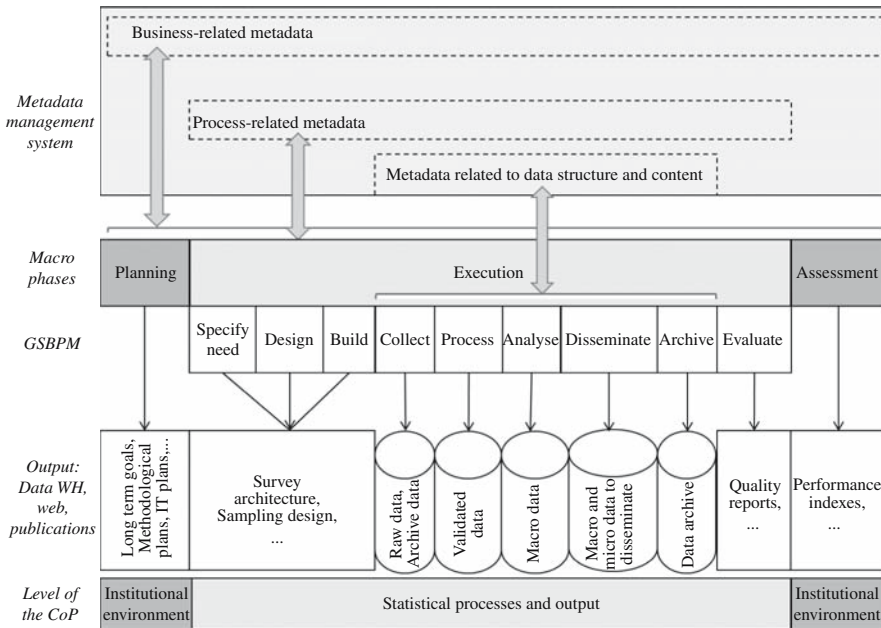 Business-related metadata
Metadata
management
system
Process-related metadata
Metadata related to data structure and content
Macro
phases
Planning
Execution
Assessment
GSBPM
Specify
need
Design
Build
Collect
Process
Analyse
Disseminate
Archive
Evaluate
Output:
Data WH,
web,
publications
Long term goals,
Methodological
plans, IT plans,...
Survey
architecture,
Sampling design,
...
Raw data,
Archive data
Validated
data
Macro data
Macro and
micro data to
disseminate
Data archive
Quality
reports,
...
Performance
indexes,
...
Level of
the CoP
Institutional
environment
Statistical processes and output
Institutional
environment